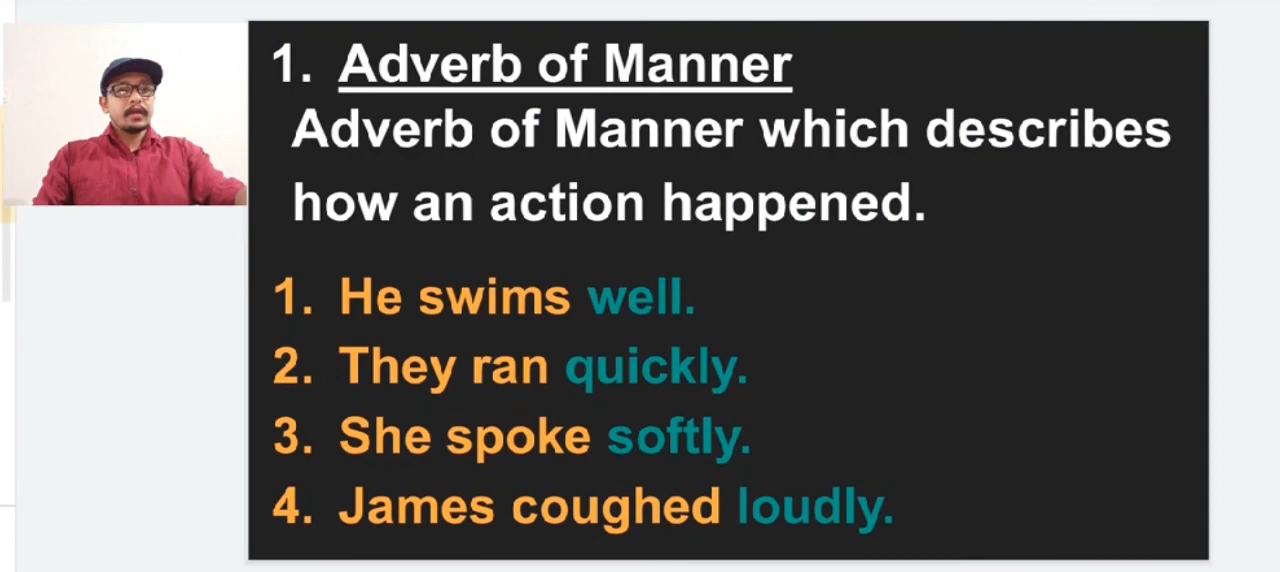 1. Adverb of Manner
Adverb of Manner which describes
how an action happened.
1. He swims well.
2. They ran quickly.
3. She spoke softly.
4. James coughed loudly.